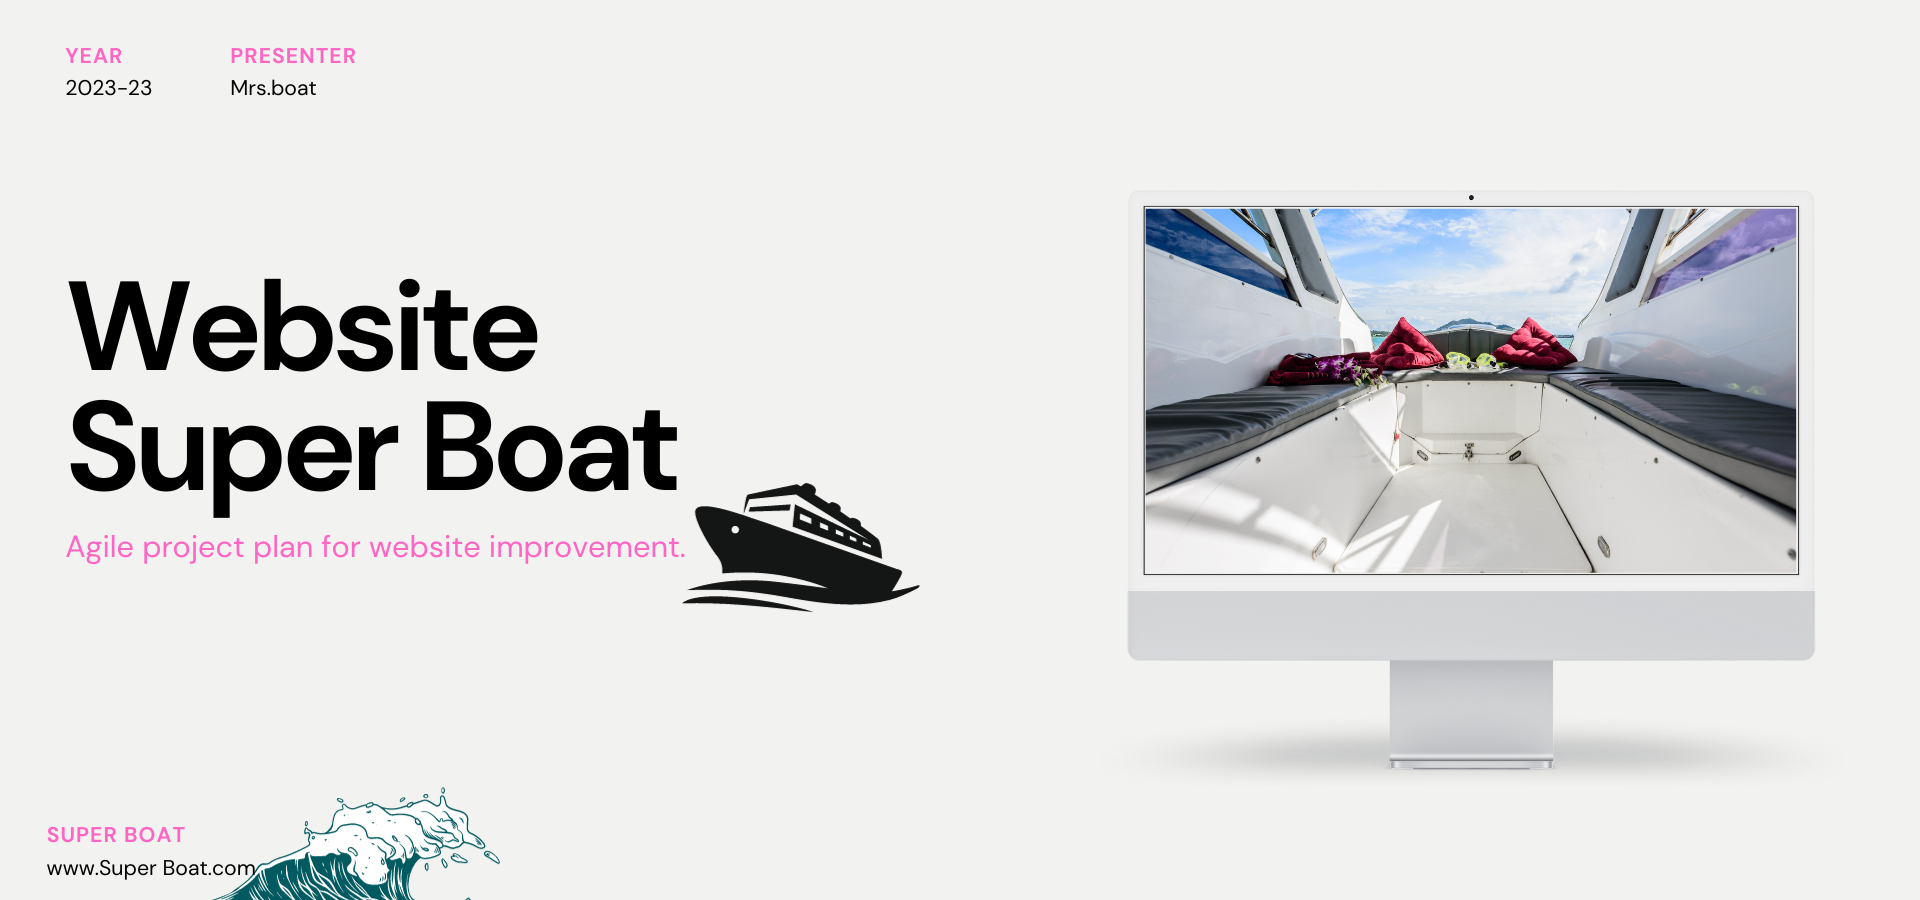 YEAR
2023-23
PRESENTER
Mrs.boat
Website
Super Boat
Agile project plan for website improvement.
SUPER BOAT
www.Super Boat.com